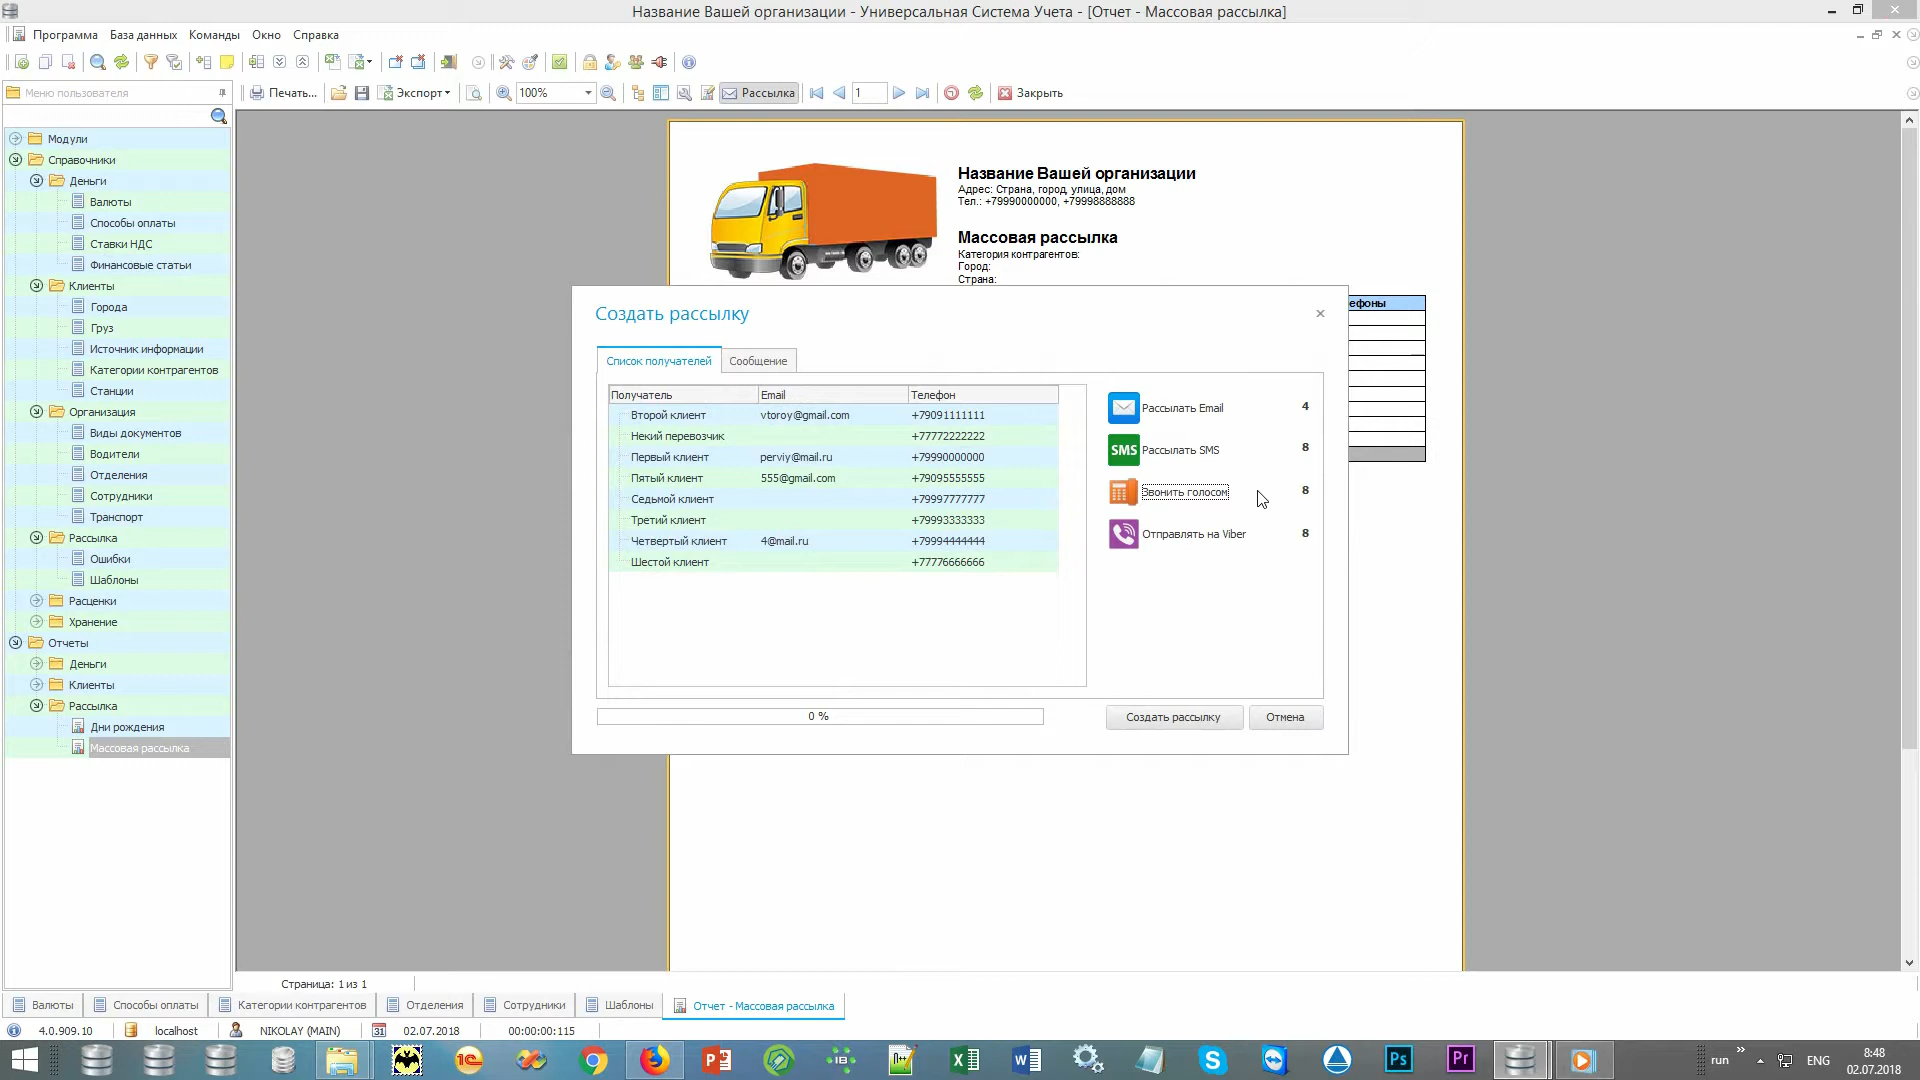 Название Вашей организации - Универсальная Система Учета - [Отчет - Массовая рассылка]
Программа База данных Команды Окно Справка
Меню пользователя
Печать... Экспорт 100% Рассылка 1 Закрыть
Модули
Справочники
Деньги
Валюты
Способы оплаты
Ставки НДС
Финансовые статьи
Клиенты
Города
Груз
Источник информации
Категории контрагентов
Станции
Организация
Виды документов
Водители
Отделения
Сотрудники
Транспорт
Рассылка
Ошибки
Шаблоны
Расценки
Хранение
Отчеты
Деньги
Клиенты
Рассылка
Дни рождения
Массовая рассылка
Название Вашей организации
Адрес: Страна, город, улица, дом
Тел.: +79990000000, +79998888888
Массовая рассылка
Категория контрагентов:
Город:
Страна:
ефоны
Создать рассылку
Список получателей Сообщение
Получатель Email Телефон
Второй клиент vtoroy@gmail.com +79091111111
Некий перевозчик +77772222222
Первый клиент perviy@mail.ru +79990000000
Пятый клиент 555@gmail.com +79095555555
Седьмой клиент +79997777777
Третий клиент +79993333333
Четвертый клиент 4@mail.ru +79994444444
Шестой клиент +77776666666
Рассылать Email 4
SMS Рассылать SMS 8
Звонить голосом 8
Отправлять на Viber 8
0 %
Создать рассылку Отмена
Страница: 1 из 1
Валюты Способы оплаты Категории контрагентов Отделения Сотрудники Шаблоны Отчет - Массовая рассылка
4.0.909.10 localhost NIKOLAY (MAIN) 31 02.07.2018 00:00:00:115
1С IB Ps Pr run ENG
8:48
02.07.2018